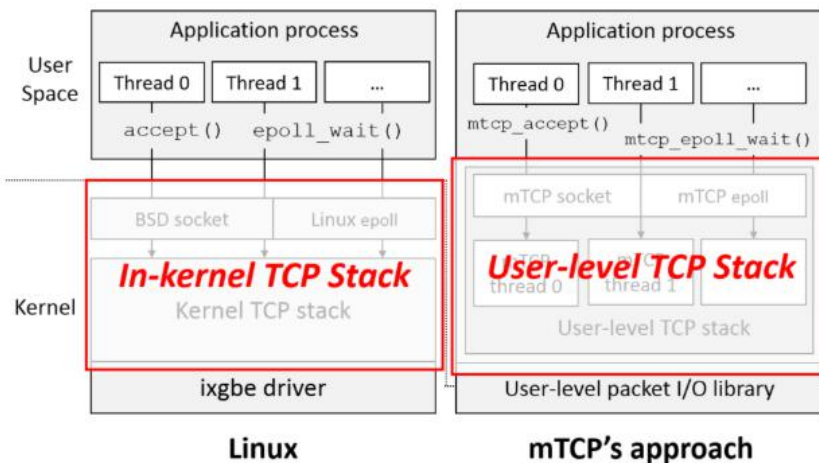 Application process
User
Space
Thread 0
Thread 1
...
accept()
epoll_wait()
Kernel
BSD socket
Linux epoll
In-kernel TCP Stack
Kernel TCP stack
ixgbe driver
Linux
Application process
Thread 0
Thread 1
...
mtcp_accept()
mtcp_epoll_wait()
mTCP socket
mTCP epoll
mTCP
thread 0
mTCP
thread 1
User-level TCP Stack
User-level TCP stack
User-level packet I/O library
mTCP's approach